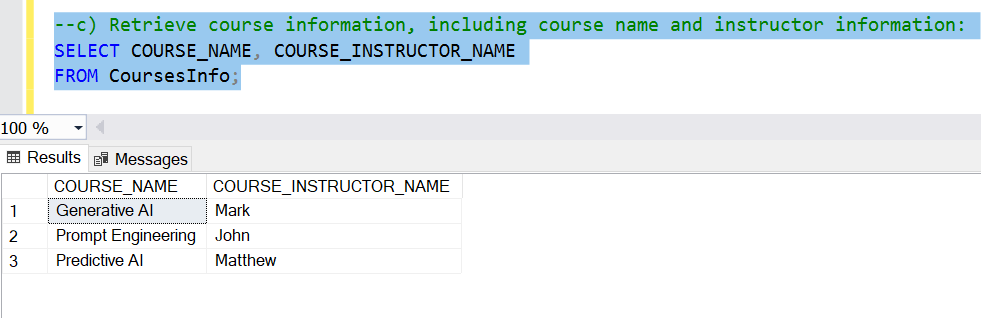 --c) Retrieve course information, including course name and instructor information:
SELECT COURSE_NAME, COURSE_INSTRUCTOR_NAME
FROM CoursesInfo;
100 %
Results Messages
COURSE_NAME COURSE_INSTRUCTOR_NAME
1 Generative AI Mark
2 Prompt Engineering John
3 Predictive AI Matthew